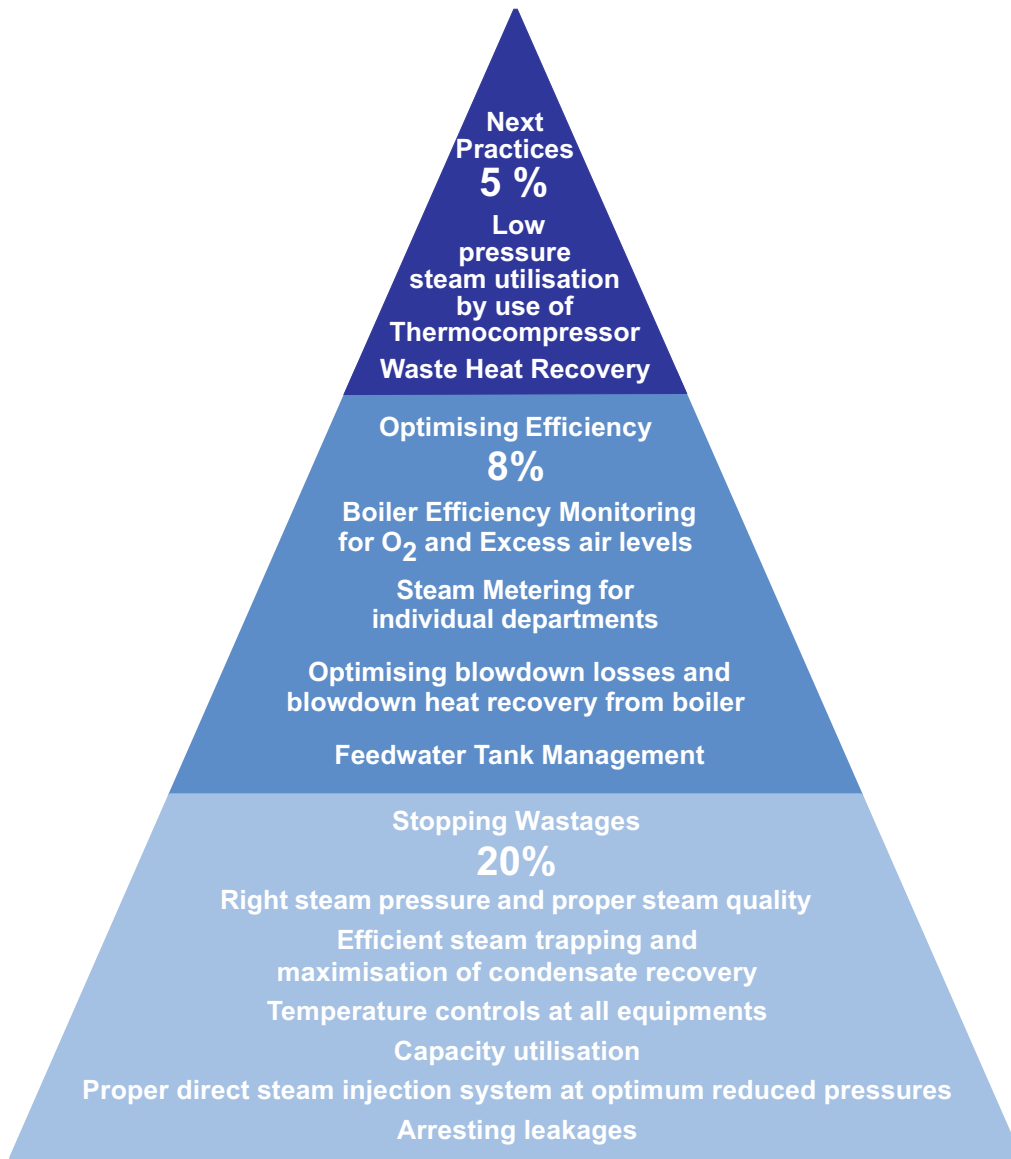 Next
Practices
5 %
Low
pressure
steam utilisation
by use of
Thermocompressor
Waste Heat Recovery
Optimising Efficiency
8%
Boiler Efficiency Monitoring
for O2 and Excess air levels
Steam Metering for
individual departments
Optimising blowdown losses and
blowdown heat recovery from boiler
Feedwater Tank Management
Stopping Wastages
20%
Right steam pressure and proper steam quality
Efficient steam trapping and
maximisation of condensate recovery
Temperature controls at all equipments
Capacity utilisation
Proper direct steam injection system at optimum reduced pressures
Arresting leakages